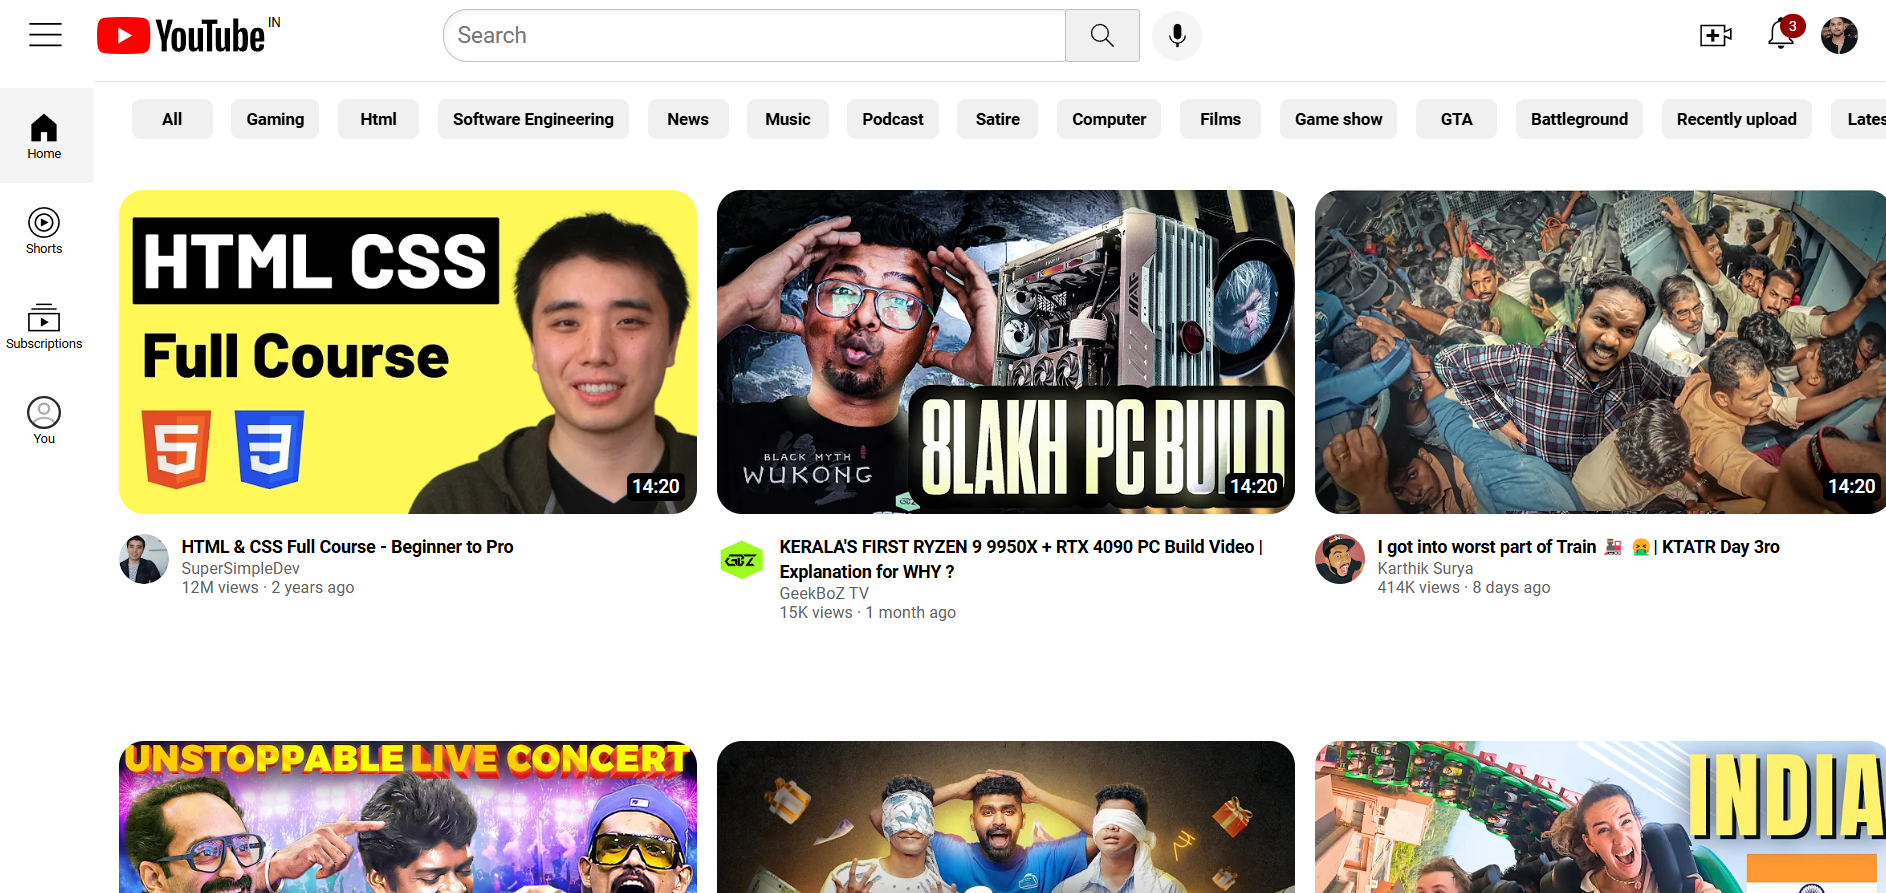 YouTube IN
Search
3
All Gaming Html Software Engineering News Music Podcast Satire Computer Films Game show GTA Battleground Recently upload Lates
Home
Shorts
Subscriptions
You
HTML CSS
Full Course
5 3
14:20
HTML & CSS Full Course - Beginner to Pro
SuperSimpleDev
12M views · 2 years ago
BLACK MYTH
WUKONG
8LAKH PC BUILD
GBZ
14:20
GBZ
KERALA'S FIRST RYZEN 9 9950X + RTX 4090 PC Build Video |
Explanation for WHY ?
GeekBoZ TV
15K views · 1 month ago
14:20
I got into worst part of Train 🚂 🤮 | KTATR Day 3ro
Karthik Surya
414K views · 8 days ago
UNSTOPPABLE LIVE CONCERT
INDIA